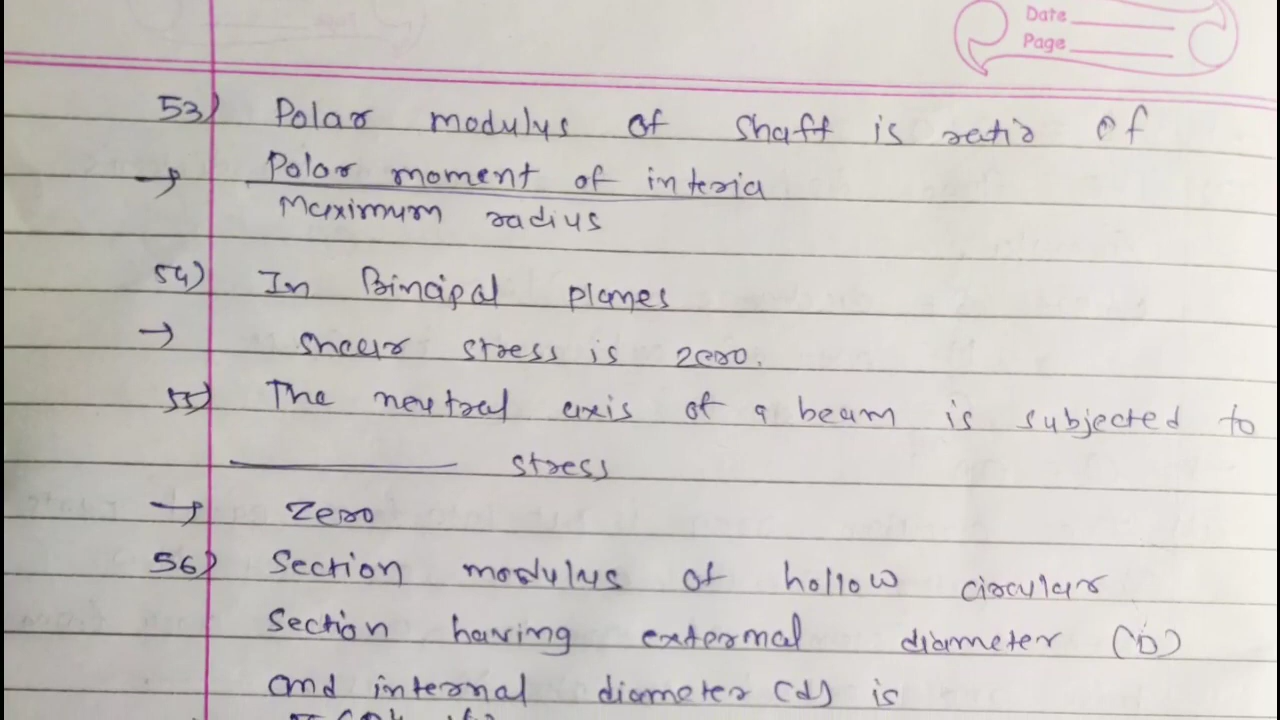 Date
Page
53) Polar modulus of shaft is ratio of
→ Polar moment of interia
Maximum radius
54) In Principal planes
→ shear stress is zero.
55) The neutral axis of a beam is subjected to
______ stress
→ Zero
56) Section modulus of hollow circular
Section having external diameter (D)
and internal diameter (d) is